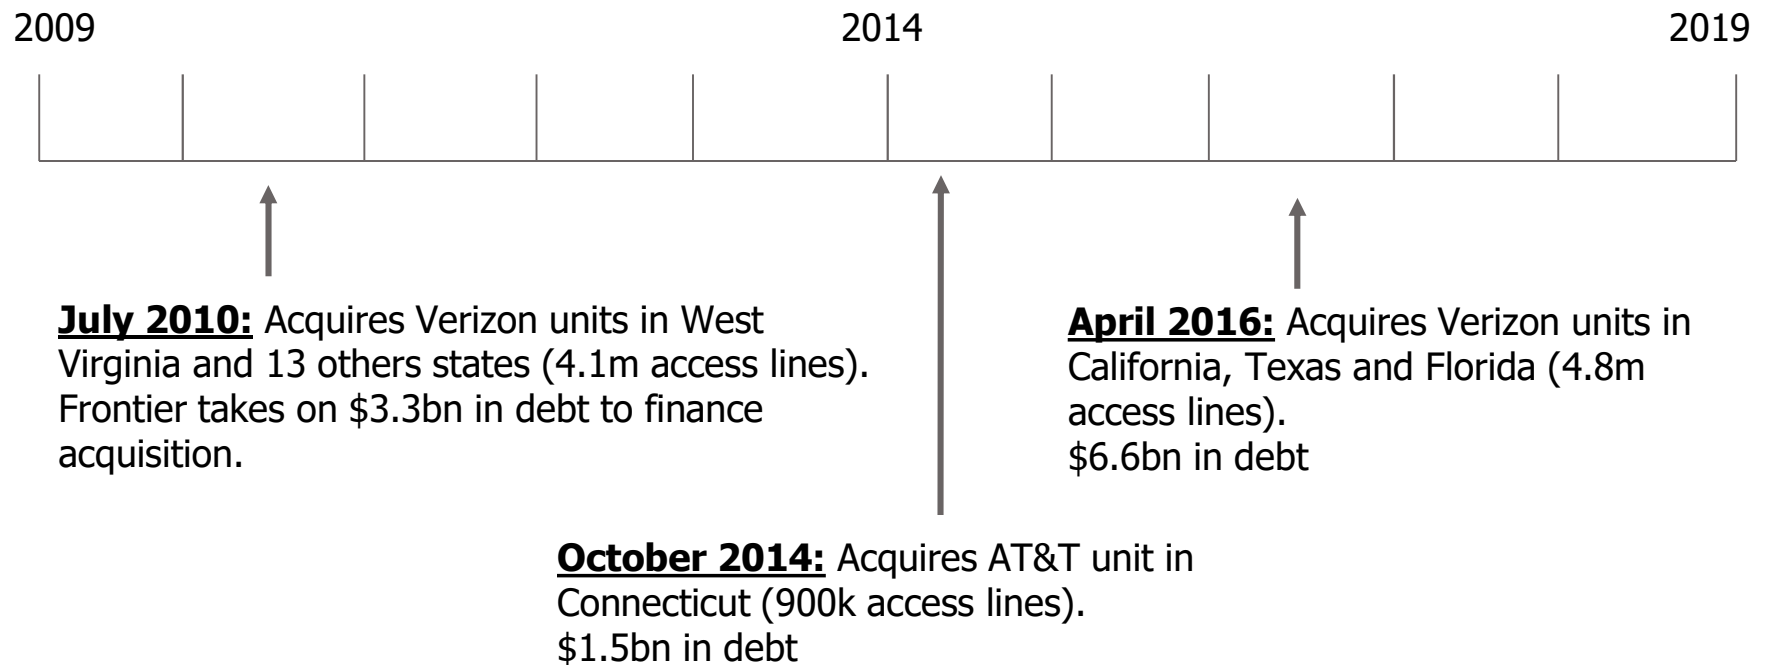 2009
2014
2019
July 2010: Acquires Verizon units in West
Virginia and 13 others states (4.1m access lines).
Frontier takes on $3.3bn in debt to finance
acquisition.
April 2016: Acquires Verizon units in
California, Texas and Florida (4.8m
access lines).
$6.6bn in debt
October 2014: Acquires AT&T unit in
Connecticut (900k access lines).
$1.5bn in debt